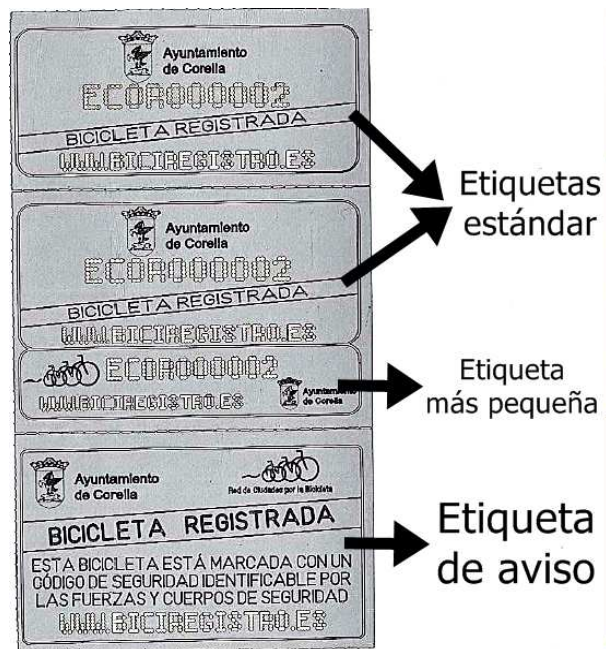 Ayuntamiento
de Corella
ECOR000002
BICICLETA REGISTRADA
WWW.BICIREGISTRO.ES
Etiquetas
estándar
Ayuntamiento
de Corella
ECOR000002
BICICLETA REGISTRADA
WWW.BICIREGISTRO.ES
ECOR000002
WWW.BICIREGISTRO.ES
Ayuntamiento
de Corella
Etiqueta
más pequeña
Ayuntamiento
de Corella
Red de Ciudades por la Bicicleta
BICICLETA REGISTRADA
ESTA BICICLETA ESTÁ MARCADA CON UN
CÓDIGO DE SEGURIDAD IDENTIFICABLE POR
LAS FUERZAS Y CUERPOS DE SEGURIDAD
WWW.BICIREGISTRO.ES
Etiqueta
de aviso